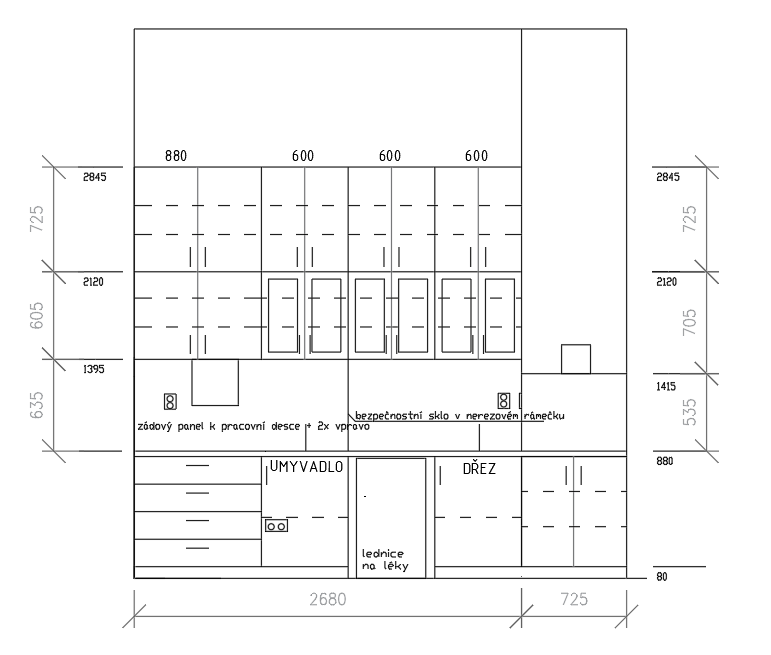 880 600 600 600
2845 2845
725 725
2120 2120
605 705
1395
1415
635 535
bezpečnostní sklo v nerezovém rámečku
zádový panel k pracovní desce + 2x vpravo
880
UMYVADLO DŘEZ
lednice
na léky
80
2680 725